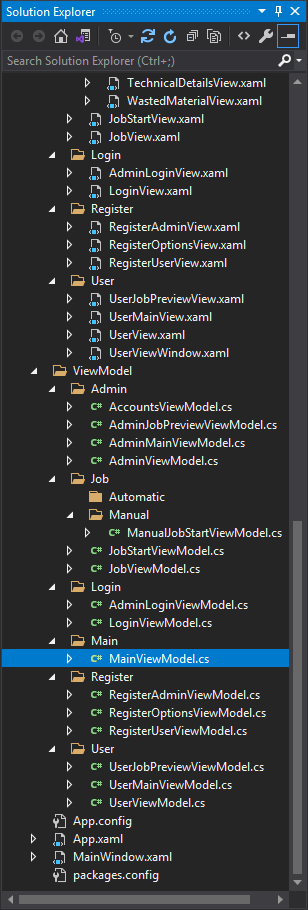 Solution Explorer
Search Solution Explorer (Ctrl+;)
TechnicalDetailsView.xaml
WastedMaterialView.xaml
JobStartView.xaml
JobView.xaml
Login
AdminLoginView.xaml
LoginView.xaml
Register
RegisterAdminView.xaml
RegisterOptionsView.xaml
RegisterUserView.xaml
User
UserJobPreviewView.xaml
UserMainView.xaml
UserView.xaml
UserViewWindow.xaml
ViewModel
Admin
C# AccountsViewModel.cs
C# AdminJobPreviewViewModel.cs
C# AdminMainViewModel.cs
C# AdminViewModel.cs
Job
Automatic
Manual
C# ManualJobStartViewModel.cs
C# JobStartViewModel.cs
C# JobViewModel.cs
Login
C# AdminLoginViewModel.cs
C# LoginViewModel.cs
Main
C# MainViewModel.cs
Register
C# RegisterAdminViewModel.cs
C# RegisterOptionsViewModel.cs
C# RegisterUserViewModel.cs
User
C# UserJobPreviewViewModel.cs
C# UserMainViewModel.cs
C# UserViewModel.cs
App.config
App.xaml
MainWindow.xaml
packages.config